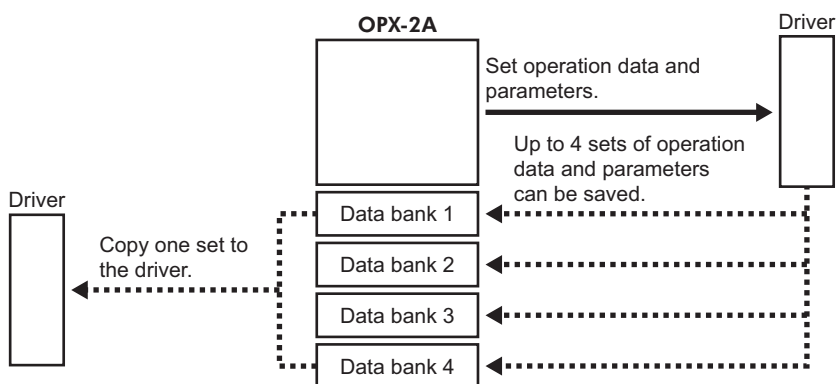 OPX-2A
Driver
Set operation data and
parameters.
Up to 4 sets of operation
data and parameters
can be saved.
Driver
Copy one set to
the driver.
Data bank 1
Data bank 2
Data bank 3
Data bank 4